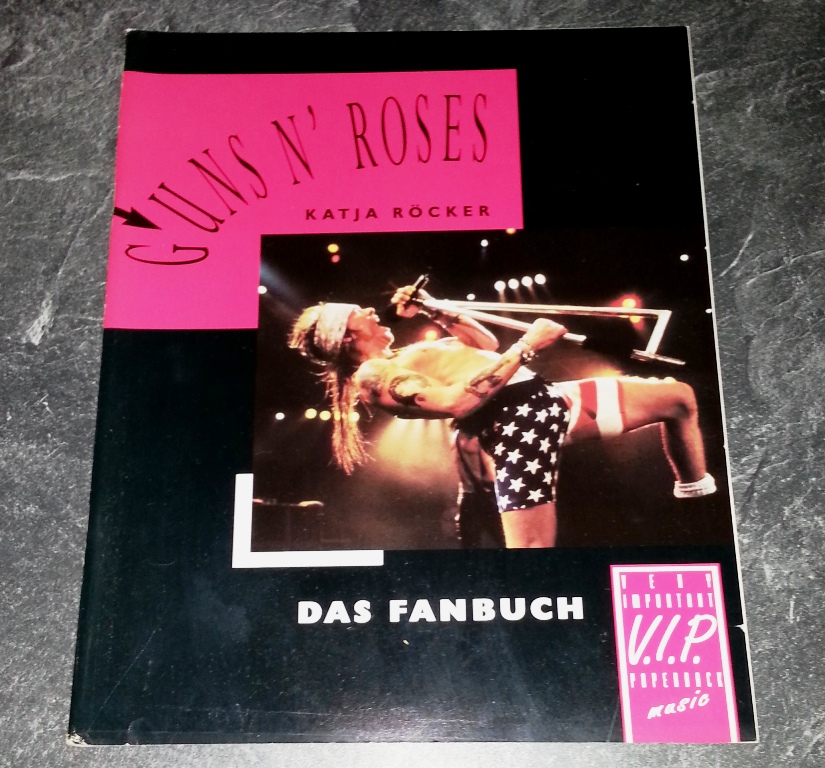 GUNS N' ROSES
KATJA RÖCKER
DAS FANBUCH
VERY
IMPORTANT
V.I.P.
PAPERBACK
music